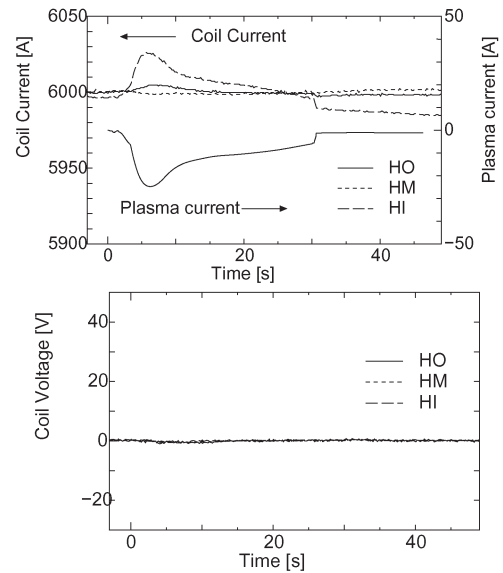 6050
50
Coil Current
6000
0
5950
HO
HM
HI
Plasma current
5900
−50
0
20
40
Time [s]
Coil Current [A]
Plasma current [A]
40
20
0
−20
HO
HM
HI
0
20
40
Time [s]
Coil Voltage [V]